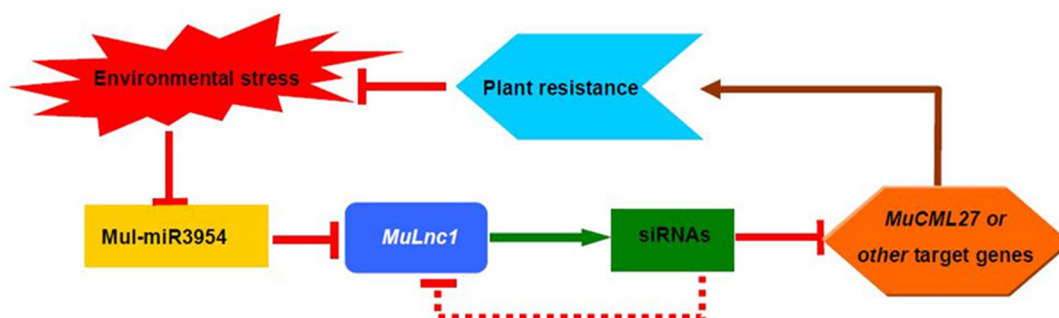 Environmental stress
Plant resistance
Mul-miR3954
MuLnc1
siRNAs
MuCML27 or
other target genes